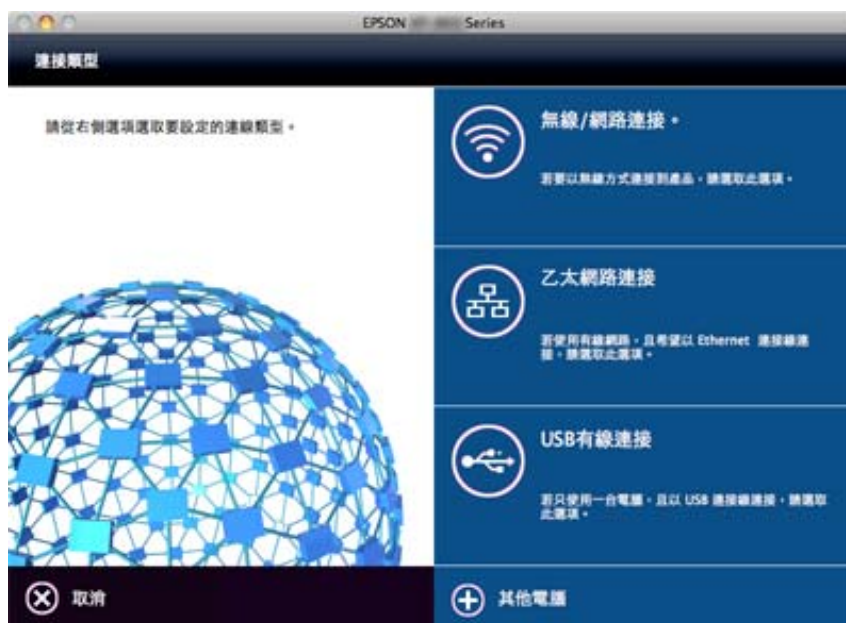 EPSON Series
連接類型
請從右側選項選取要設定的連線類型。
無線/網路連接。
若要以無線方式連接到產品，請選取此選項。
乙太網路連接
若使用有線網路，且希望以 Ethernet 連接線連
接，請選取此選項。
USB有線連接
若只使用一台電腦，且以 USB 連接線連接，請選取
此選項。
取消
其他電腦